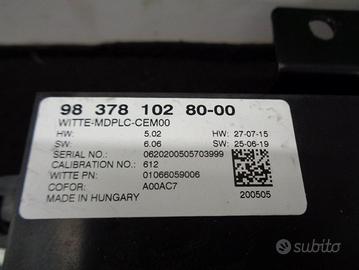 98 378 102 80-00
WITTE-MDPLC-CEM00
HW: 5.02 HW: 27-07-15
SW: 6.06 SW: 25-06-19
SERIAL NO.: 0620200505703999
CALIBRATION NO.: 612
WITTE PN: 01066059006
COFOR: A00AC7
MADE IN HUNGARY 200505
subito